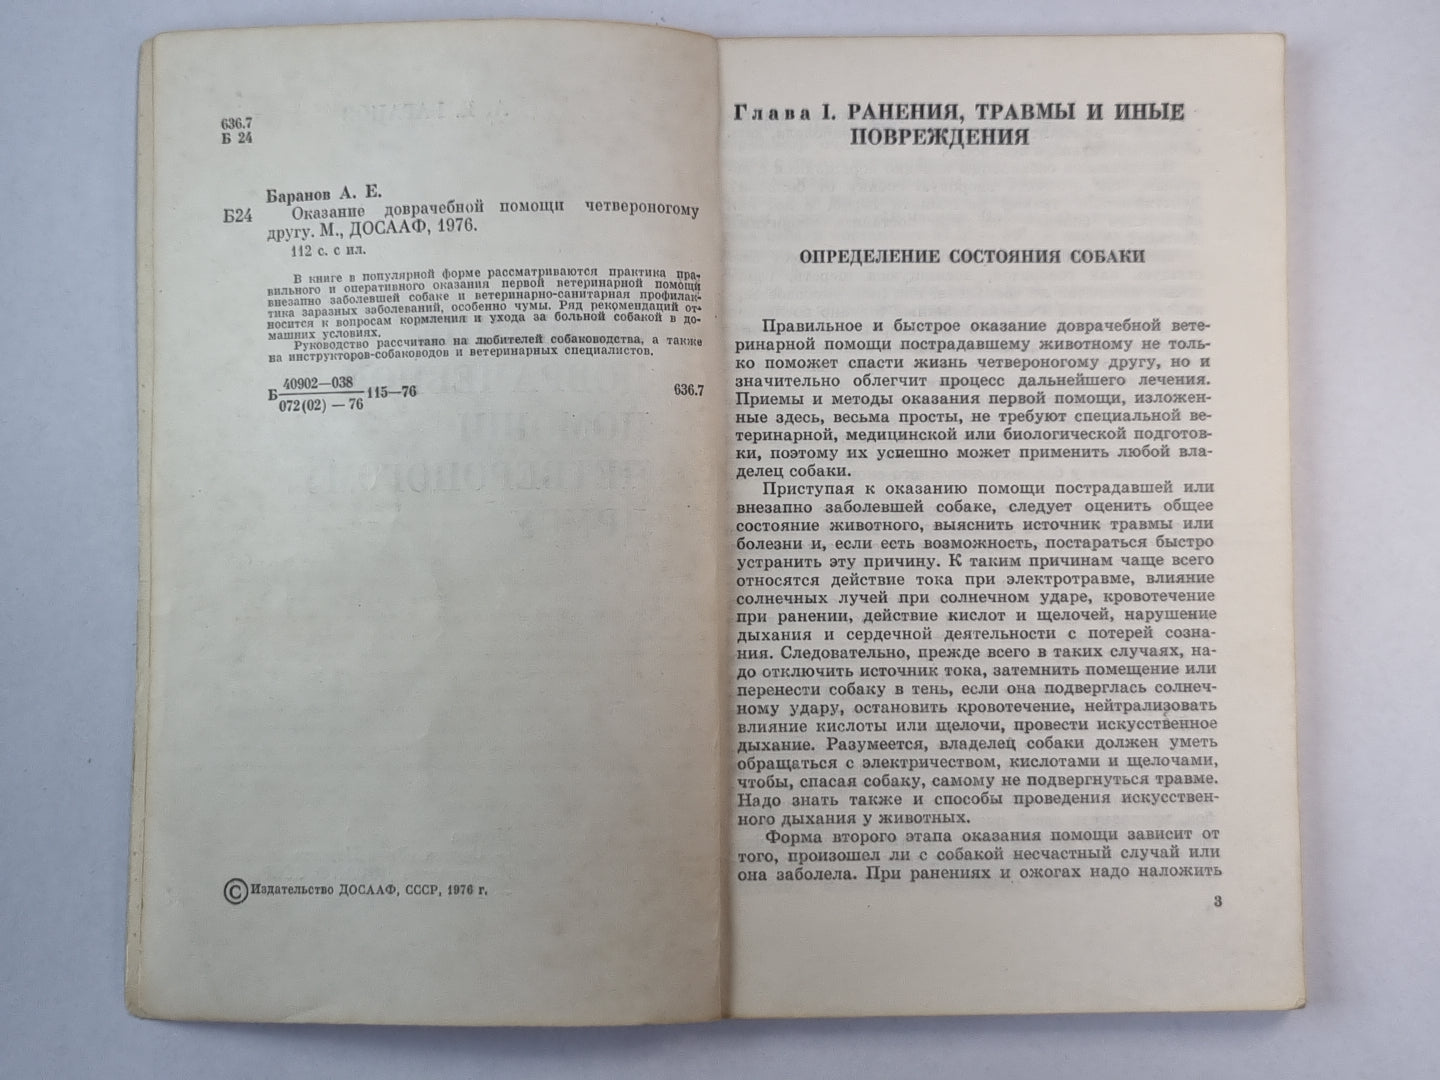 636.7
Б 24
Баранов А. Е.
Б24 Оказание доврачебной помощи четвероногому
другу. М., ДОСААФ, 1976.
112 с. с ил.
В книге в популярной форме рассматриваются практика пра-
вильного и оперативного оказания первой ветеринарной помощи
внезапно заболевшей собаке и ветеринарно-санитарная профилак-
тика заразных заболеваний, особенно чумы. Ряд рекомендаций от-
носится к вопросам кормления и ухода за больной собакой в до-
машних условиях.
Руководство рассчитано на любителей собаководства, а также
на инструкторов-собаководов и ветеринарных специалистов.
40902—038
Б 115—76 636.7
072(02) — 76
© Издательство ДОСААФ, СССР, 1976 г.
Глава I. РАНЕНИЯ, ТРАВМЫ И ИНЫЕ
ПОВРЕЖДЕНИЯ
ОПРЕДЕЛЕНИЕ СОСТОЯНИЯ СОБАКИ
Правильное и быстрое оказание доврачебной вете-
ринарной помощи пострадавшему животному не толь-
ко поможет спасти жизнь четвероногому другу, но и
значительно облегчит процесс дальнейшего лечения.
Приемы и методы оказания первой помощи, изложен-
ные здесь, весьма просты, не требуют специальной ве-
теринарной, медицинской или биологической подготов-
ки, поэтому их успешно может применить любой вла-
делец собаки.
Приступая к оказанию помощи пострадавшей или
внезапно заболевшей собаке, следует оценить общее
состояние животного, выяснить источник травмы или
болезни и, если есть возможность, постараться быстро
устранить эту причину. К таким причинам чаще всего
относятся действие тока при электротравме, влияние
солнечных лучей при солнечном ударе, кровотечение
при ранении, действие кислот и щелочей, нарушение
дыхания и сердечной деятельности с потерей созна-
ния. Следовательно, прежде всего в таких случаях, на-
до отключить источник тока, затемнить помещение или
перенести собаку в тень, если она подверглась солнеч-
ному удару, остановить кровотечение, нейтрализовать
влияние кислоты или щелочи, провести искусственное
дыхание. Разумеется, владелец собаки должен уметь
обращаться с электричеством, кислотами и щелочами,
чтобы, спасая собаку, самому не подвергнуться травме.
Надо знать также и способы проведения искусствен-
ного дыхания у животных.
Форма второго этапа оказания помощи зависит от
того, произошел ли с собакой несчастный случай или
она заболела. При ранениях и ожогах надо наложить
3